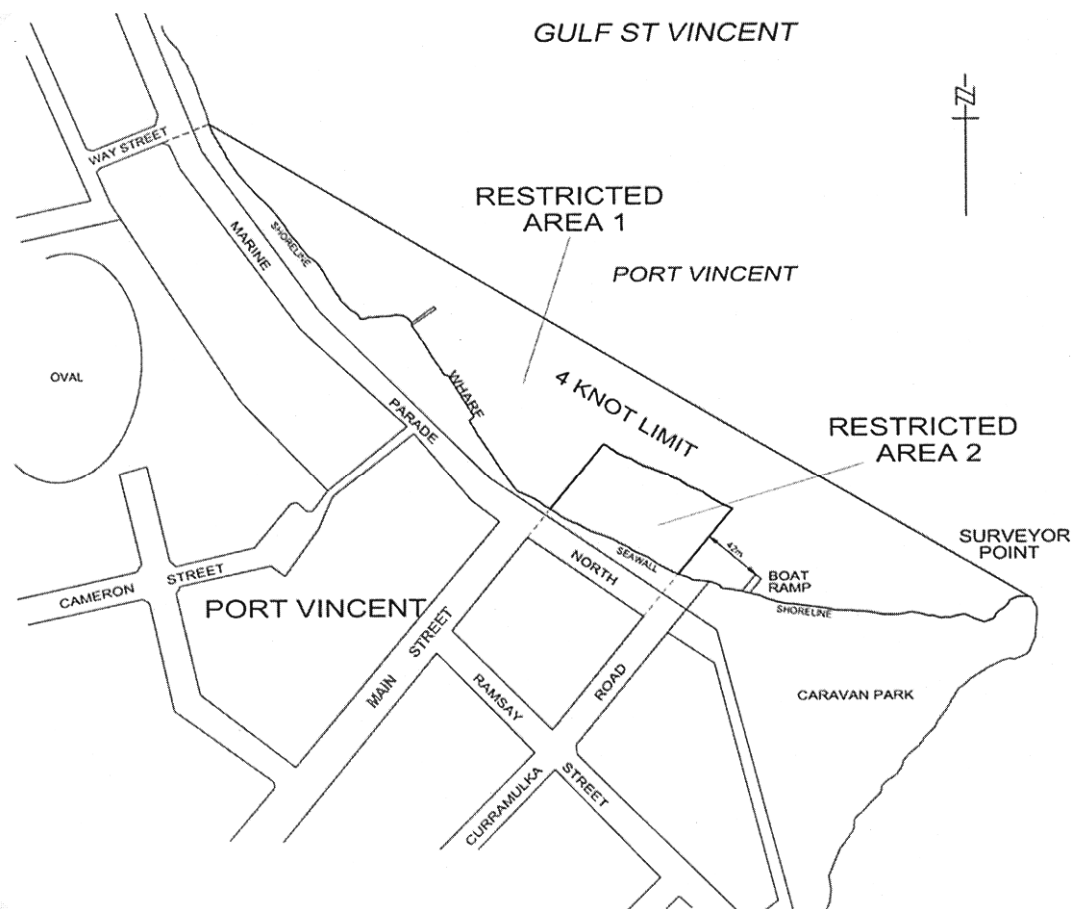 GULF ST VINCENT
N
WAY STREET
RESTRICTED
AREA 1
MARINE
SHORELINE
PORT VINCENT
OVAL
WHARF
4 KNOT LIMIT
PARADE
RESTRICTED
AREA 2
SURVEYOR
POINT
42m
SEAWALL
BOAT
RAMP
NORTH
SHORELINE
CAMERON STREET
PORT VINCENT
MAIN STREET
RAMSAY STREET
CURRAMULKA ROAD
CARAVAN PARK